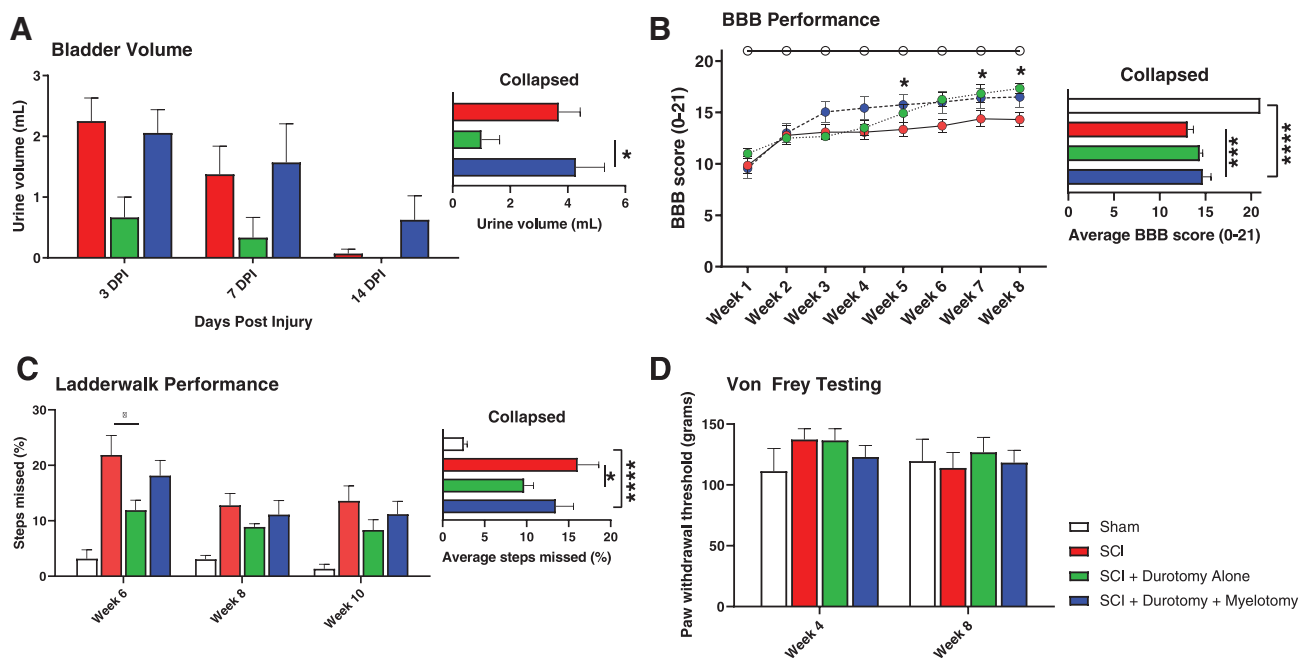 A
Bladder Volume
Urine volume (mL)
3
2
1
0
3 DPI
7 DPI
14 DPI
Days Post Injury
Collapsed
*
0 2 4 6
Urine volume (mL)
B
BBB Performance
BBB score (0-21)
20
15
10
5
0
* * *
Week 1
Week 2
Week 3
Week 4
Week 5
Week 6
Week 7
Week 8
Collapsed
***
****
0 5 10 15 20
Average BBB score (0-21)
C
Ladderwalk Performance
Steps missed (%)
30
20
10
0
Week 6
Week 8
Week 10
Collapsed
*
****
0 5 10 15 20
Average steps missed (%)
D
Von Frey Testing
Paw withdrawal threshold (grams)
150
100
50
0
Week 4
Week 8
Sham
SCI
SCI + Durotomy Alone
SCI + Durotomy + Myelotomy